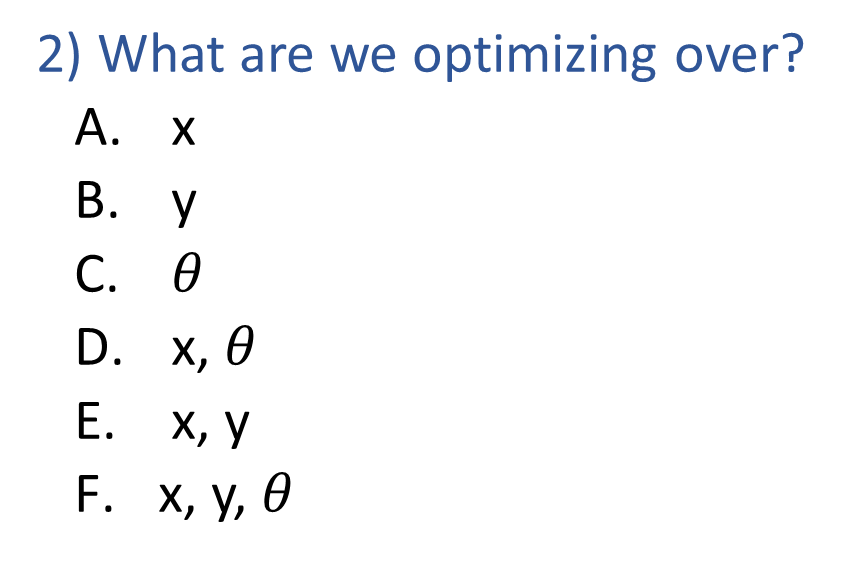 2) What are we optimizing over?
A. x
B. y
C. θ
D. x, θ
E. x, y
F. x, y, θ